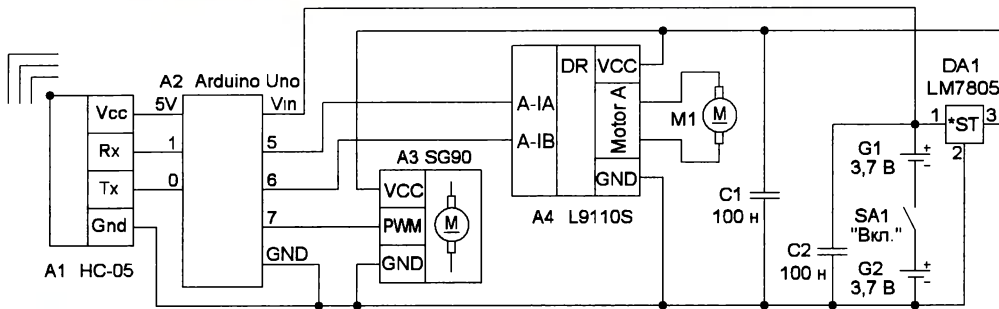 A2 Arduino Uno
5V
Vin
Vcc
Rx
1
Tx
0
Gnd
A1 HC-05
5
6
7
GND
A3 SG90
VCC
PWM
M
GND
DR
VCC
A-IA
A-IB
Motor A
GND
A4 L9110S
M1
M
C1
100 н
C2
100 н
DA1
LM7805
1
*ST
3
2
G1
3,7 В
+
−
SA1
"Вкл."
G2
3,7 В
+
−